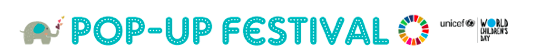 POP-UP FESTIVAL
unicef
WORLD
CHILDREN'S
DAY